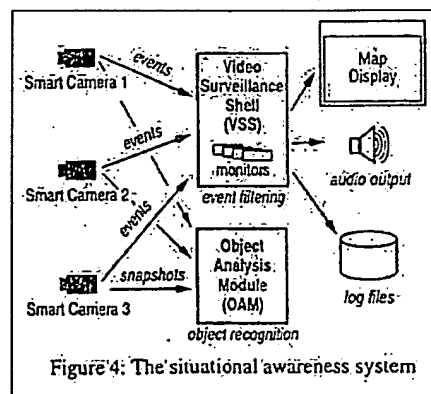 Smart Camera 1
events
Video
Surveillance
Shell
(VSS)
monitors
event filtering
Map
Display
Smart Camera 2
events
audio output
events
Smart Camera 3
snapshots
Object
Analysis
Module
(OAM)
object recognition
log files
Figure 4: The situational awareness system